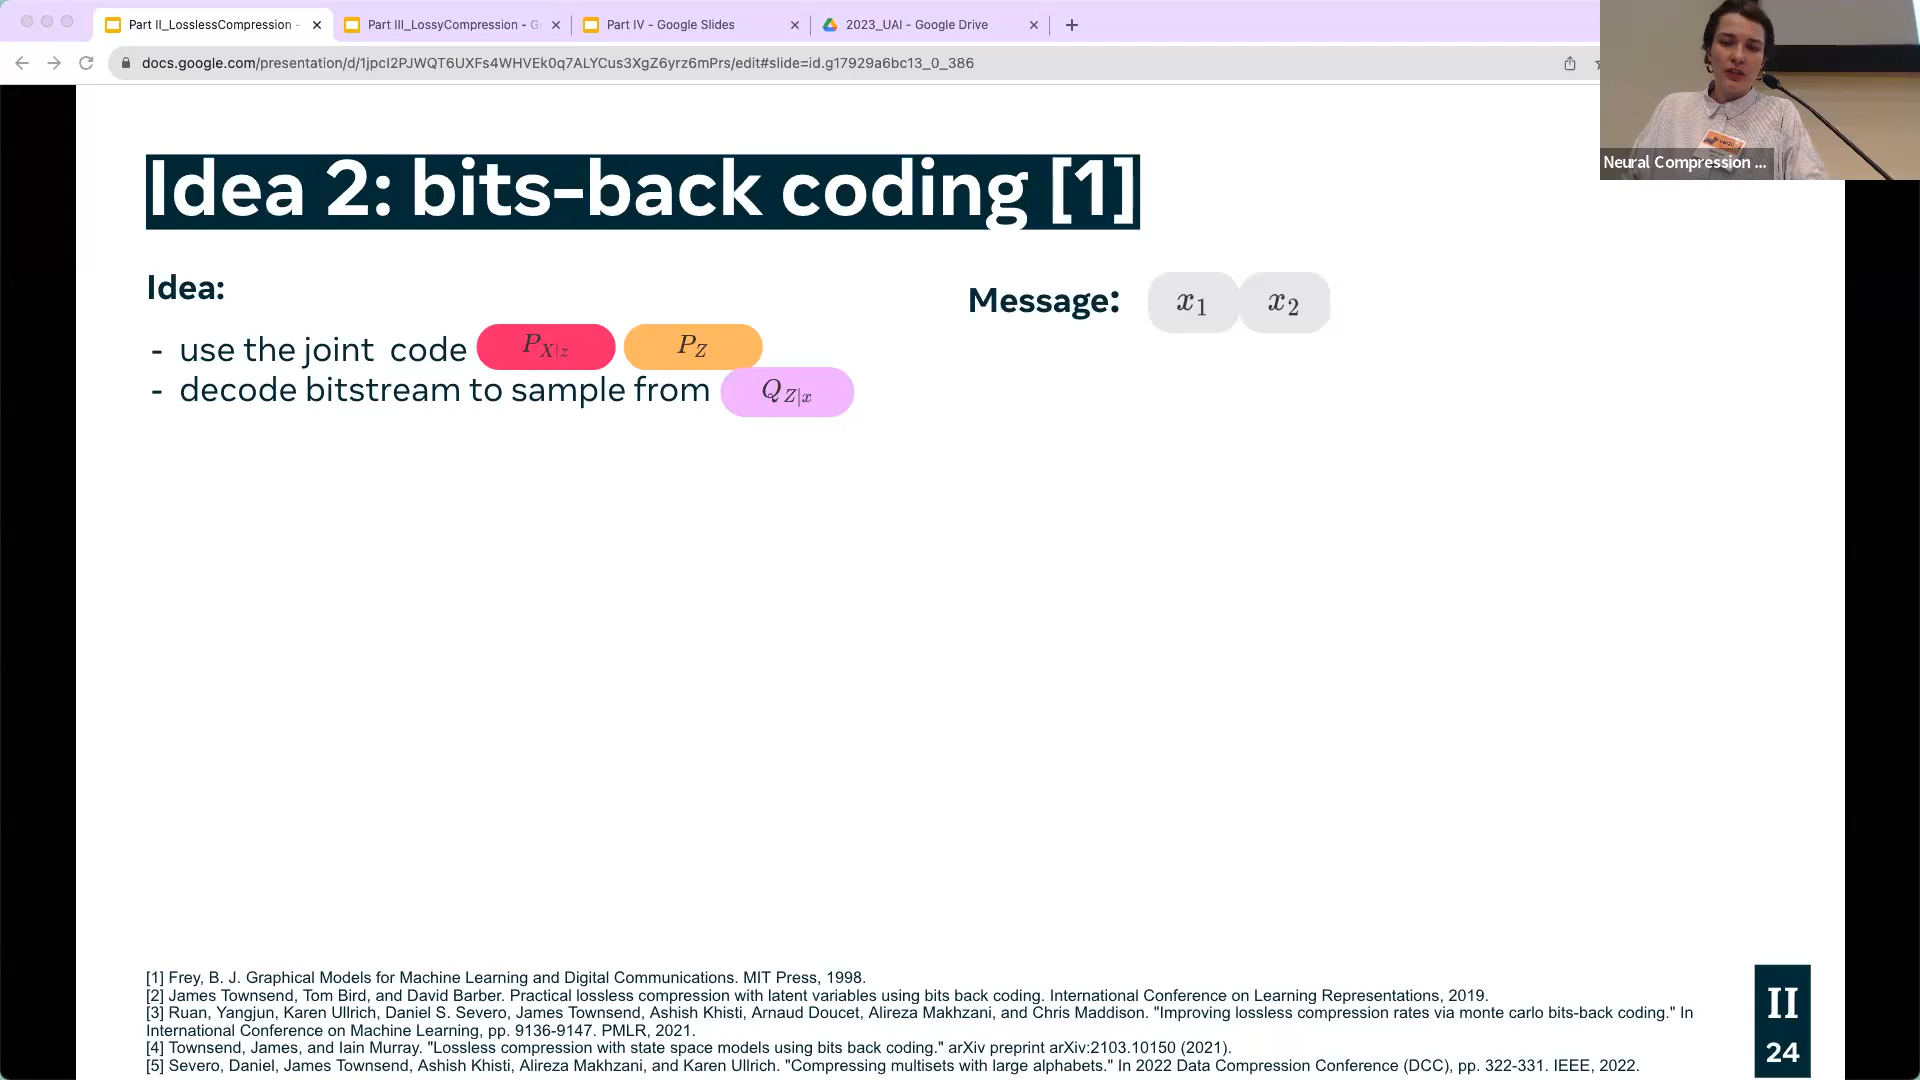 Part II_LosslessCompression -
Part III_LossyCompression - G
Part IV - Google Slides
2023_UAI - Google Drive
docs.google.com/presentation/d/1jpcI2PJWQT6UXFs4WHVEk0q7ALYCus3XgZ6yrz6mPrs/edit#slide=id.g17929a6bc13_0_386
Neural Compression ...
Idea 2: bits-back coding [1]
Idea:
- use the joint code P_{X|z} P_Z
- decode bitstream to sample from Q_{Z|x}
Message: x_1 x_2
[1] Frey, B. J. Graphical Models for Machine Learning and Digital Communications. MIT Press, 1998.
[2] James Townsend, Tom Bird, and David Barber. Practical lossless compression with latent variables using bits back coding. International Conference on Learning Representations, 2019.
[3] Ruan, Yangjun, Karen Ullrich, Daniel S. Severo, James Townsend, Ashish Khisti, Arnaud Doucet, Alireza Makhzani, and Chris Maddison. "Improving lossless compression rates via monte carlo bits-back coding." In
International Conference on Machine Learning, pp. 9136-9147. PMLR, 2021.
[4] Townsend, James, and Iain Murray. "Lossless compression with state space models using bits back coding." arXiv preprint arXiv:2103.10150 (2021).
[5] Severo, Daniel, James Townsend, Ashish Khisti, Alireza Makhzani, and Karen Ullrich. "Compressing multisets with large alphabets." In 2022 Data Compression Conference (DCC), pp. 322-331. IEEE, 2022.
II
24